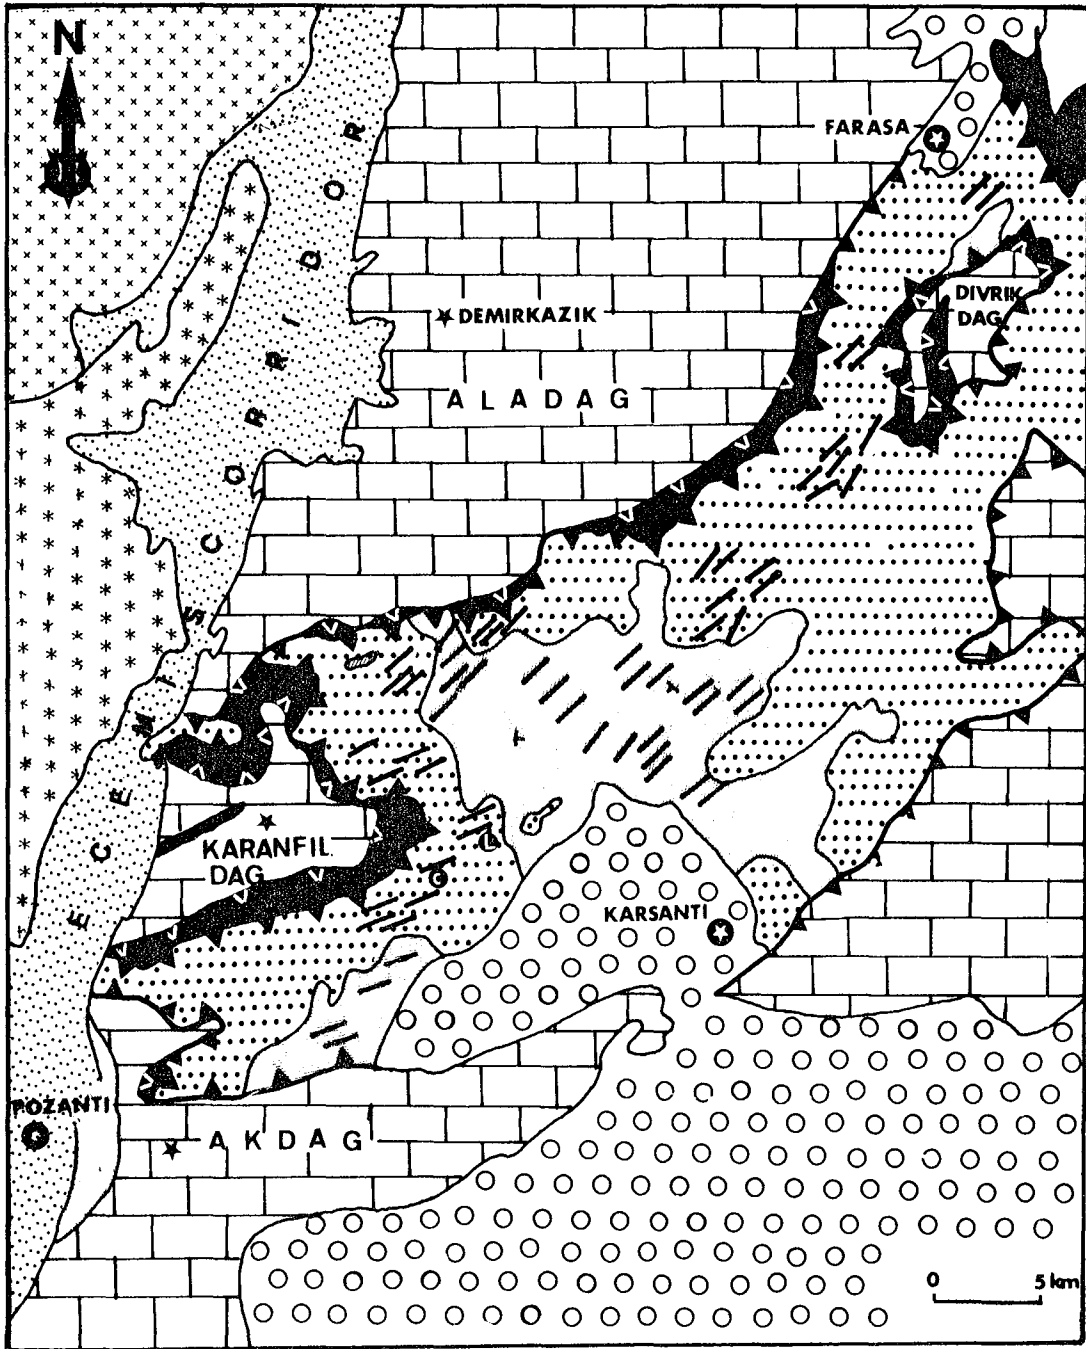 N
FARASA
DIVRIK
DAG
DEMIRKAZIK
ALADAG
ECEMIS CORRIDOR
KARANFIL
DAG
L
C
KARSANTI
POZANTI
AKDAG
0 5 km